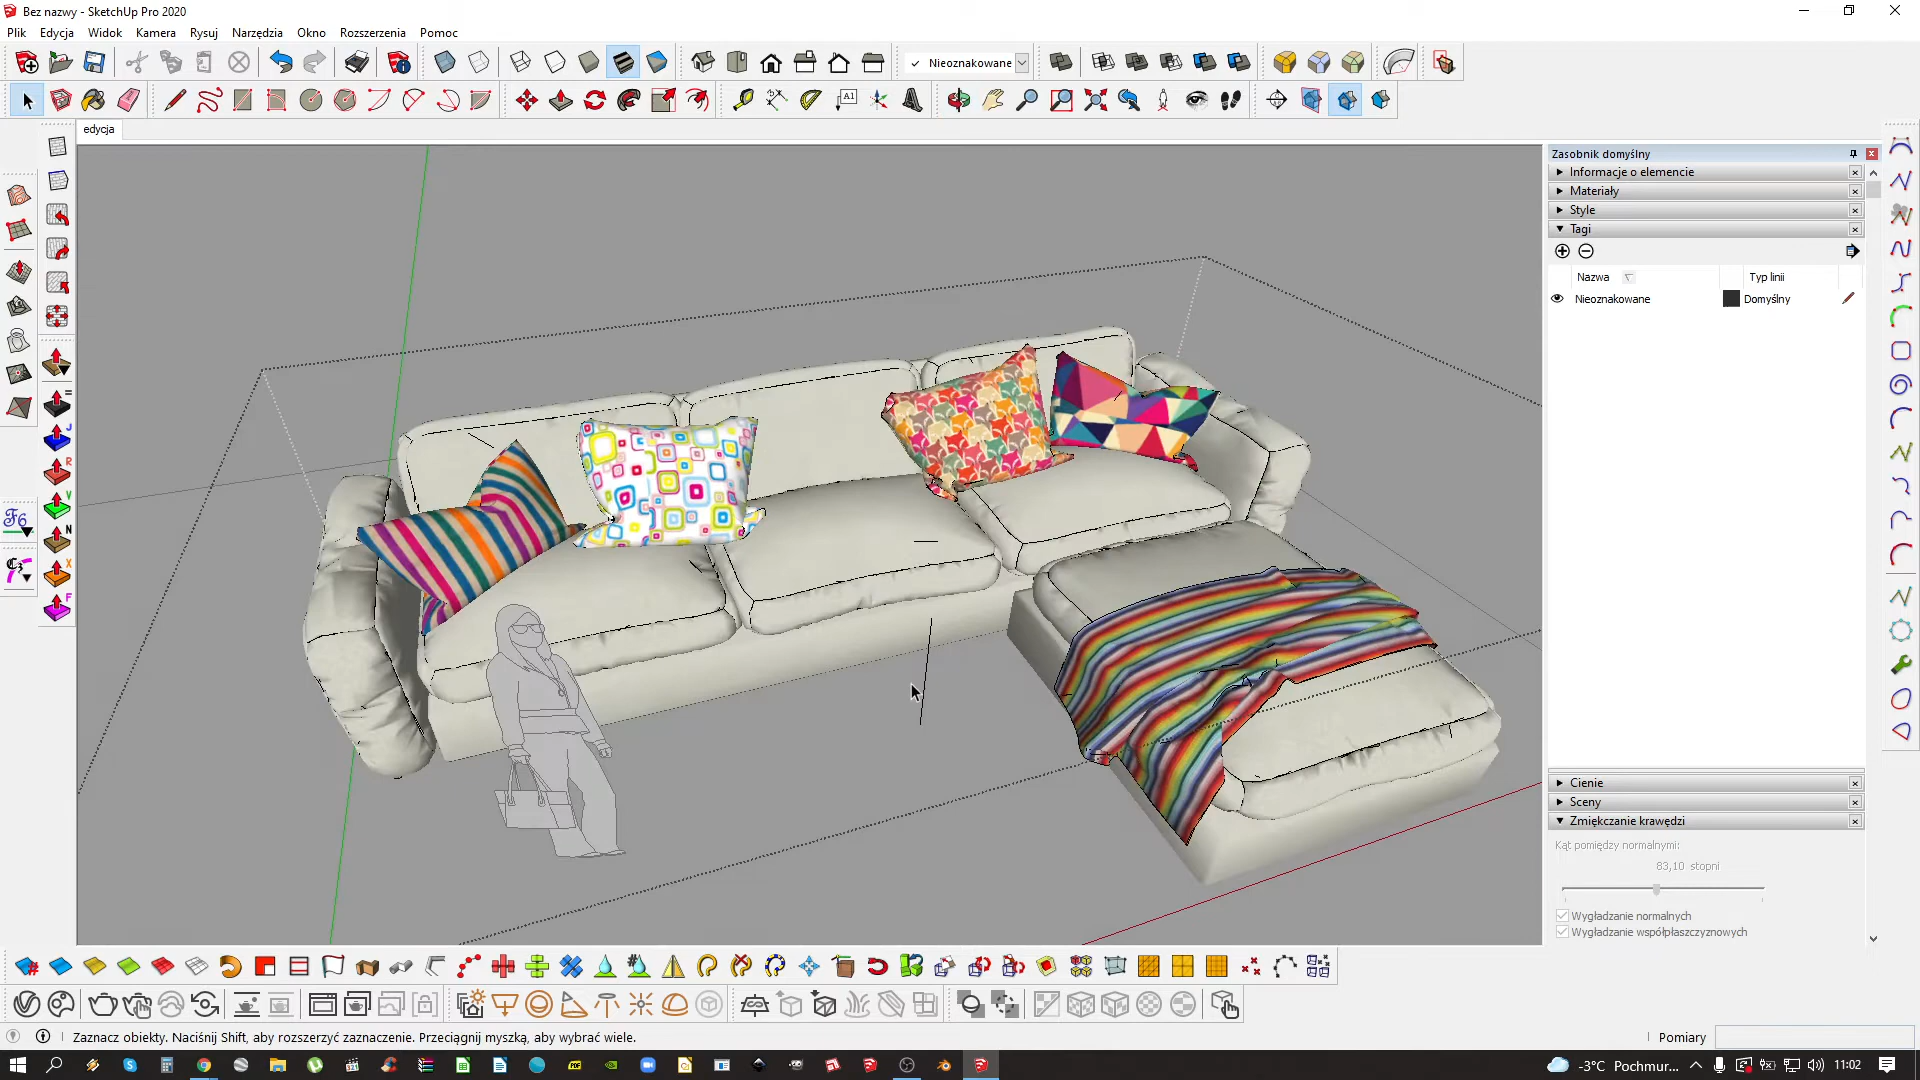 Bez nazwy - SketchUp Pro 2020
Plik Edycja Widok Kamera Rysuj Narzędzia Okno Rozszerzenia Pomoc
Nieoznakowane
A1
edycja
Zasobnik domyślny
Informacje o elemencie
Materiały
Style
Tagi
Nazwa Typ linii
Nieoznakowane Domyślny
J
R
V
N
X
F
F6
Cienie
Sceny
Zmiękczanie krawędzi
Kąt pomiędzy normalnymi:
83,10 stopni
Wygładzanie normalnych
Wygładzanie współpłaszczyznowych
Zaznacz obiekty. Naciśnij Shift, aby rozszerzyć zaznaczenie. Przeciągnij myszką, aby wybrać wiele.
Pomiary
-3°C Pochmur... 11:02